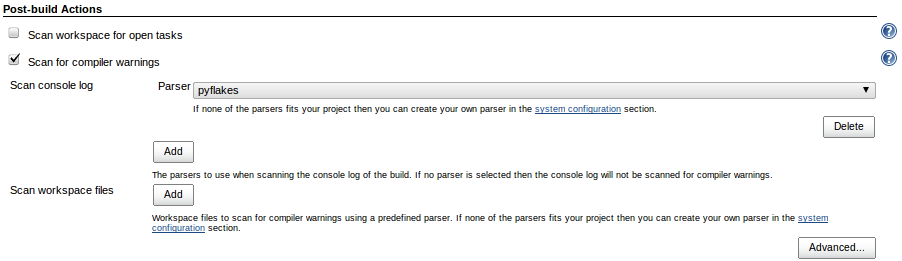 Post-build Actions
Scan workspace for open tasks
Scan for compiler warnings
Scan console log
Parser
pyflakes
If none of the parsers fits your project then you can create your own parser in the system configuration section.
Delete
Add
The parsers to use when scanning the console log of the build. If no parser is selected then the console log will not be scanned for compiler warnings.
Scan workspace files
Add
Workspace files to scan for compiler warnings using a predefined parser. If none of the parsers fits your project then you can create your own parser in the system
configuration section.
Advanced...